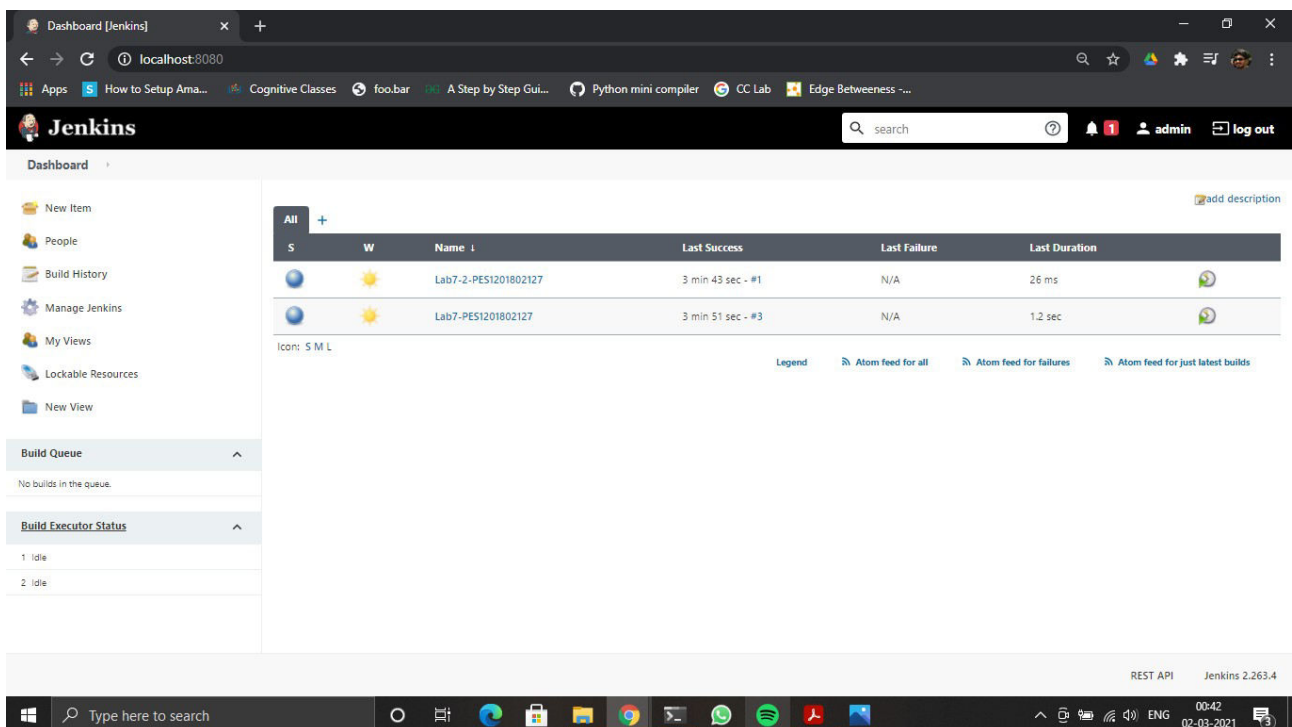 Dashboard [Jenkins]
localhost:8080
Apps S How to Setup Ama... Cognitive Classes foo.bar DG A Step by Step Gui... Python mini compiler G CC Lab Edge Betweeness -...
Jenkins search 1 admin log out
Dashboard
add description
New Item
People
Build History
Manage Jenkins
My Views
Lockable Resources
New View
All +
S W Name ↓ Last Success Last Failure Last Duration
Lab7-2-PES1201802127 3 min 43 sec - #1 N/A 26 ms
Lab7-PES1201802127 3 min 51 sec - #3 N/A 1.2 sec
Icon: S M L
Legend Atom feed for all Atom feed for failures Atom feed for just latest builds
Build Queue
No builds in the queue.
Build Executor Status
1 Idle
2 Idle
REST API Jenkins 2.263.4
Type here to search
ENG
00:42
02-03-2021
3